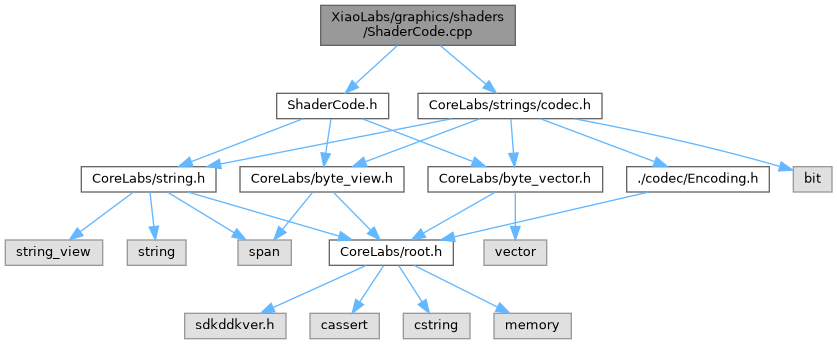 XiaoLabs/graphics/shaders
/ShaderCode.cpp
ShaderCode.h
CoreLabs/strings/codec.h
CoreLabs/string.h
CoreLabs/byte_view.h
CoreLabs/byte_vector.h
./codec/Encoding.h
bit
string_view
string
span
CoreLabs/root.h
vector
sdkddkver.h
cassert
cstring
memory